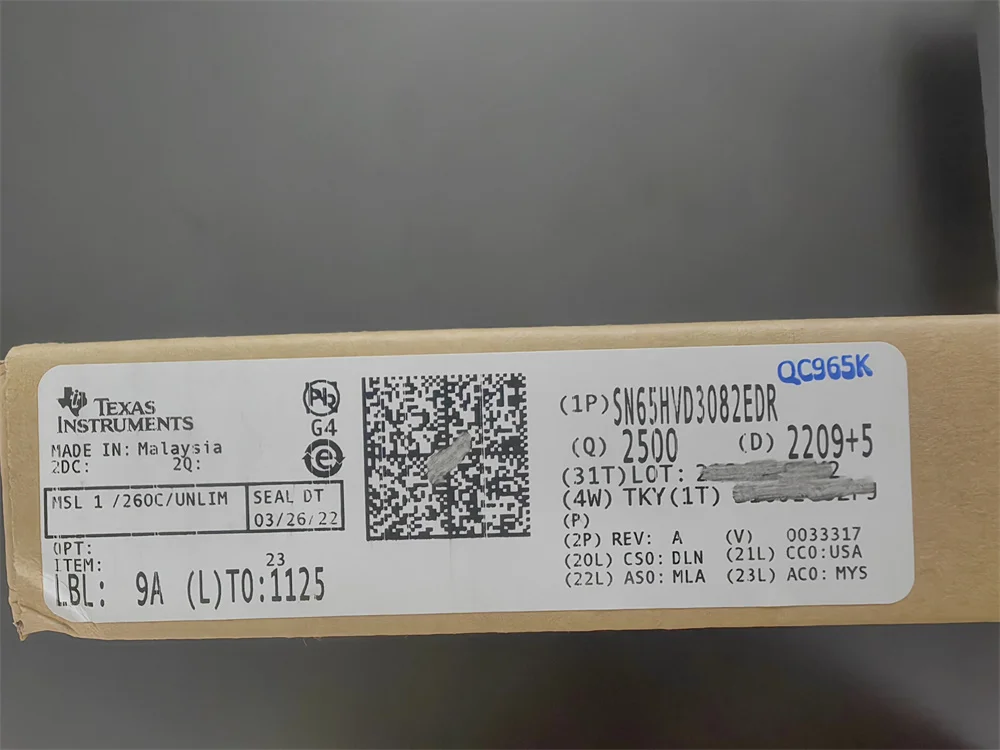 QC965K
TEXAS
INSTRUMENTS
MADE IN: Malaysia
2DC: 2Q:
MSL 1 /260C/UNLIM
SEAL DT
03/26/22
OPT:
ITEM: 23
LBL: 9A (L)TO:1125
Pb
G4
e
(1P)SN65HVD3082EDR
(Q) 2500 (D) 2209+5
(31T)LOT: 2
(4W) TKY(1T)
(P)
(2P) REV: A (V) 0033317
(20L) CSO: DLN (21L) CCO:USA
(22L) ASO: MLA (23L) ACO: MYS